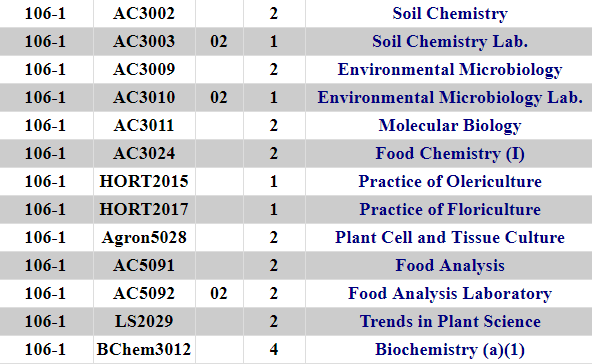 106-1 AC3002 2 Soil Chemistry
106-1 AC3003 02 1 Soil Chemistry Lab.
106-1 AC3009 2 Environmental Microbiology
106-1 AC3010 02 1 Environmental Microbiology Lab.
106-1 AC3011 2 Molecular Biology
106-1 AC3024 2 Food Chemistry (I)
106-1 HORT2015 1 Practice of Olericulture
106-1 HORT2017 1 Practice of Floriculture
106-1 Agron5028 2 Plant Cell and Tissue Culture
106-1 AC5091 2 Food Analysis
106-1 AC5092 02 2 Food Analysis Laboratory
106-1 LS2029 2 Trends in Plant Science
106-1 BChem3012 4 Biochemistry (a)(1)